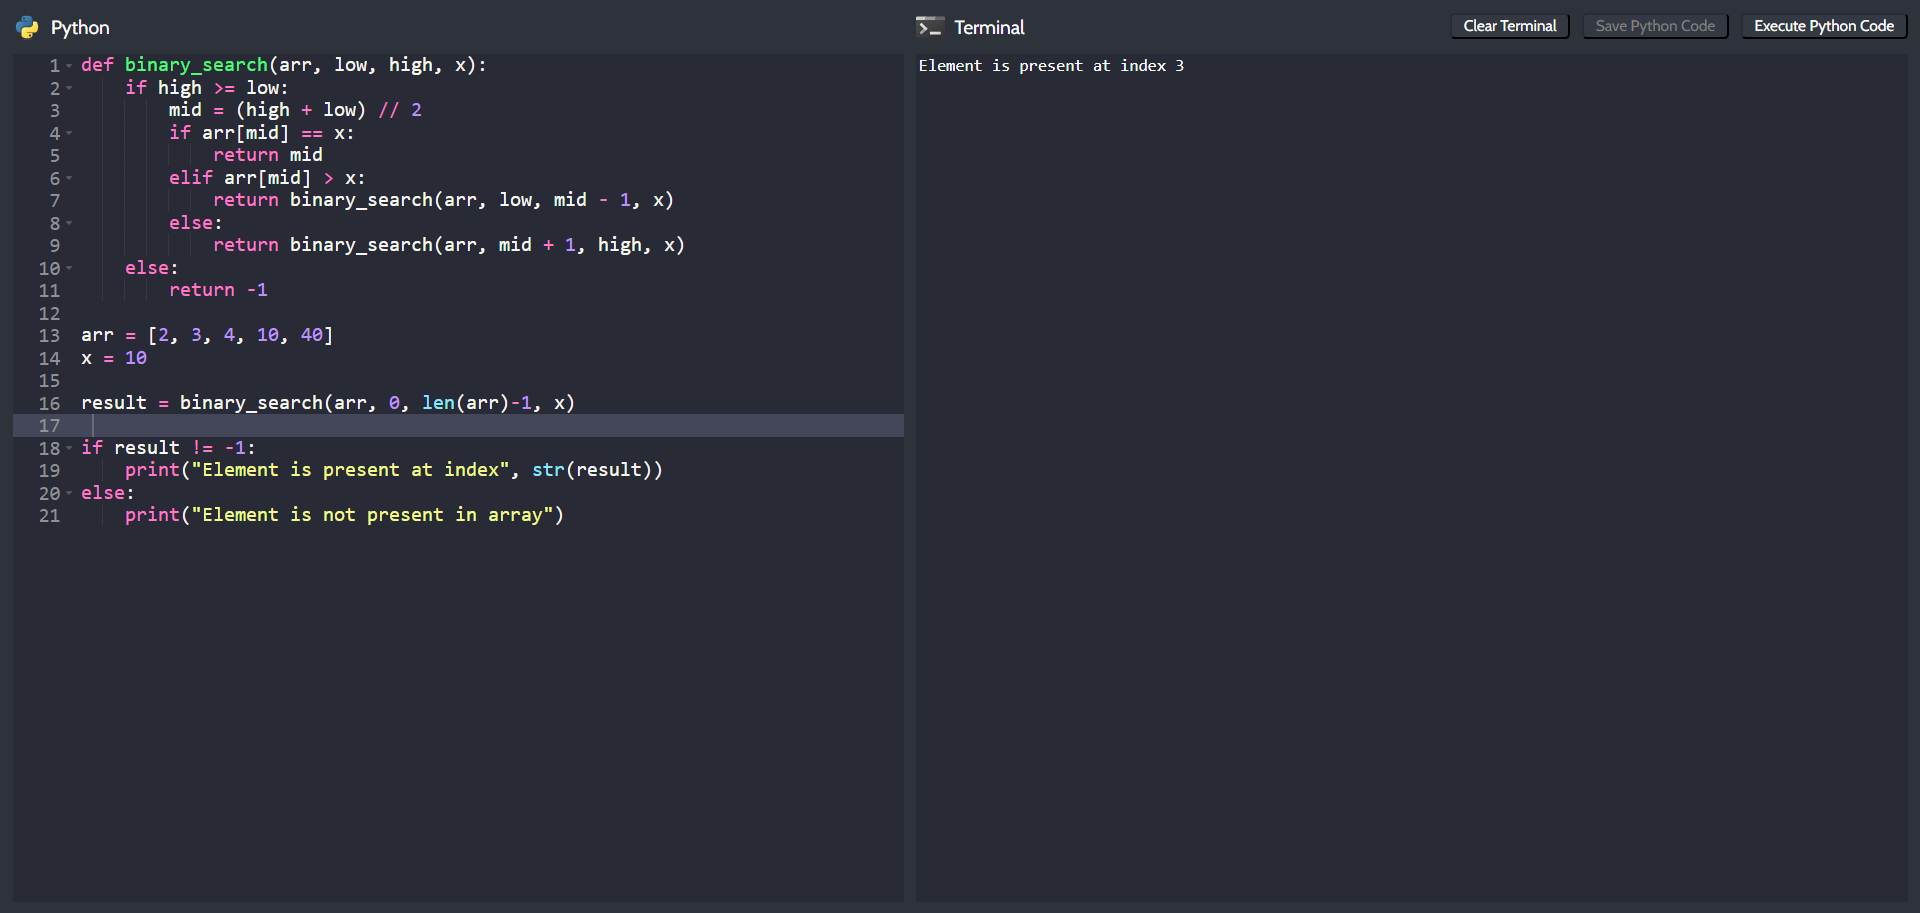 Python
1 def binary_search(arr, low, high, x):
2     if high >= low:
3         mid = (high + low) // 2
4         if arr[mid] == x:
5             return mid
6         elif arr[mid] > x:
7             return binary_search(arr, low, mid - 1, x)
8         else:
9             return binary_search(arr, mid + 1, high, x)
10     else:
11         return -1
12
13 arr = [2, 3, 4, 10, 40]
14 x = 10
15
16 result = binary_search(arr, 0, len(arr)-1, x)
17
18 if result != -1:
19     print("Element is present at index", str(result))
20 else:
21     print("Element is not present in array")
Terminal
Clear Terminal
Save Python Code
Execute Python Code
Element is present at index 3